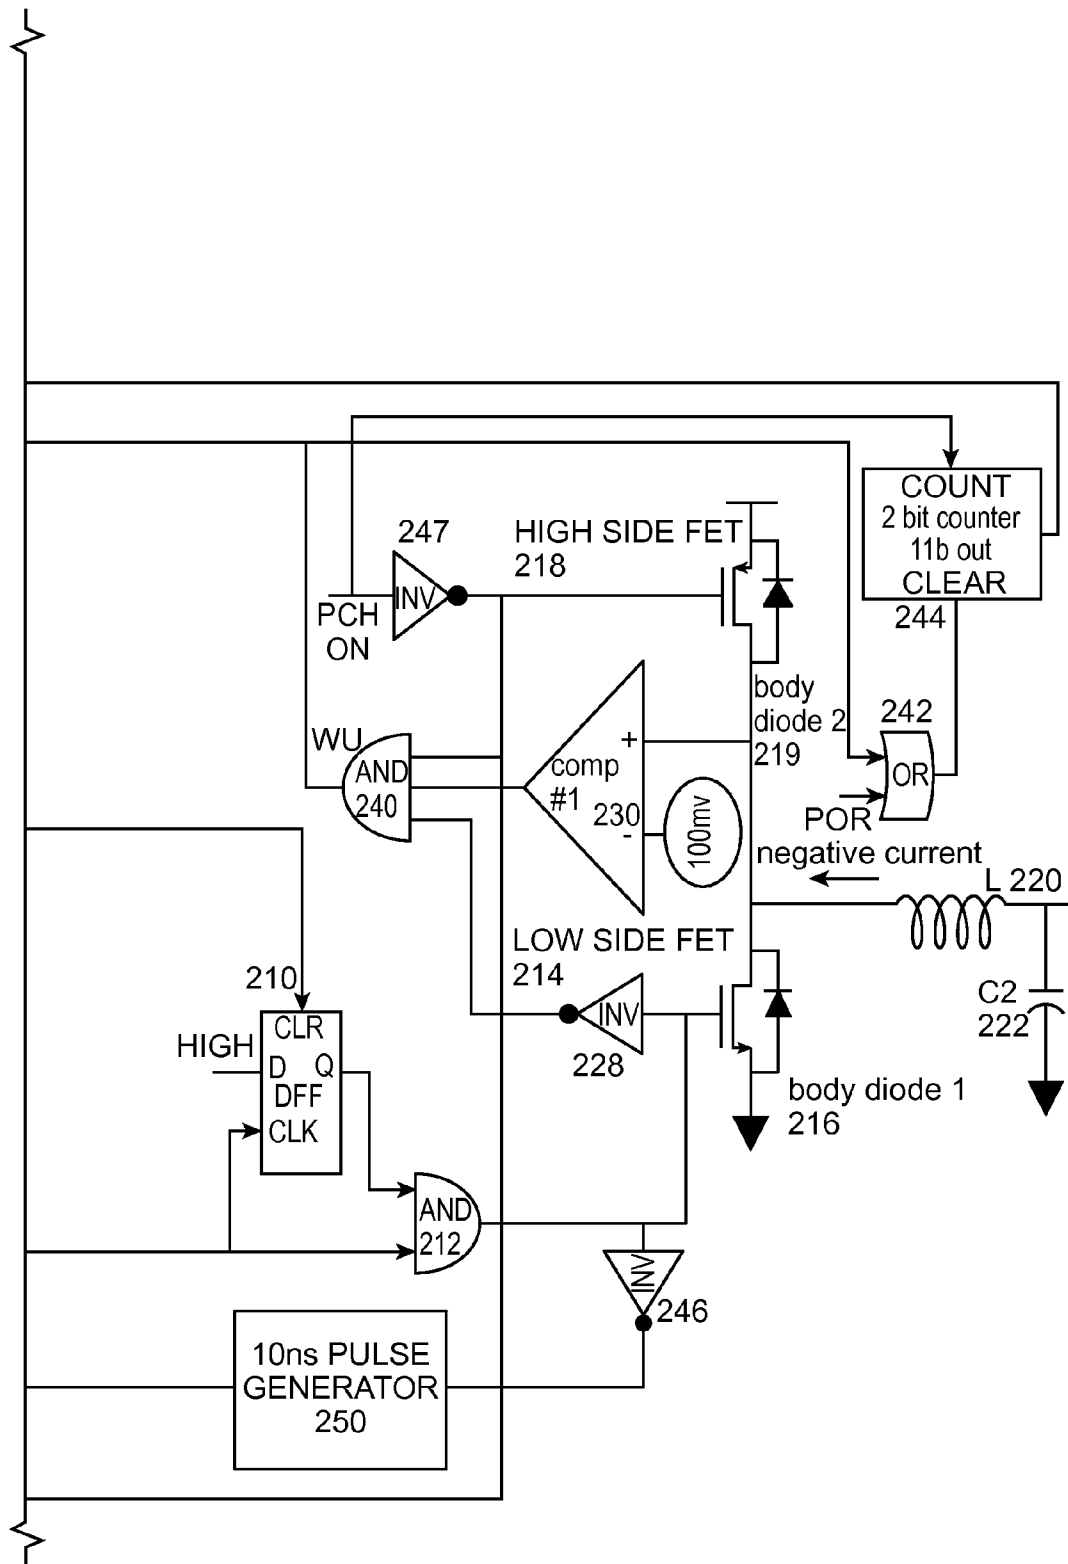 COUNT
2 bit counter
11b out
CLEAR
244
247
HIGH SIDE FET
218
INV
PCH
ON
body
diode 2
219
242
OR
POR
WU
AND
240
comp
#1
+
230
-
100mv
negative current
L 220
LOW SIDE FET
214
210
CLR
HIGH
D Q
DFF
CLK
INV
228
C2
222
body diode 1
216
AND
212
INV
246
10ns PULSE
GENERATOR
250